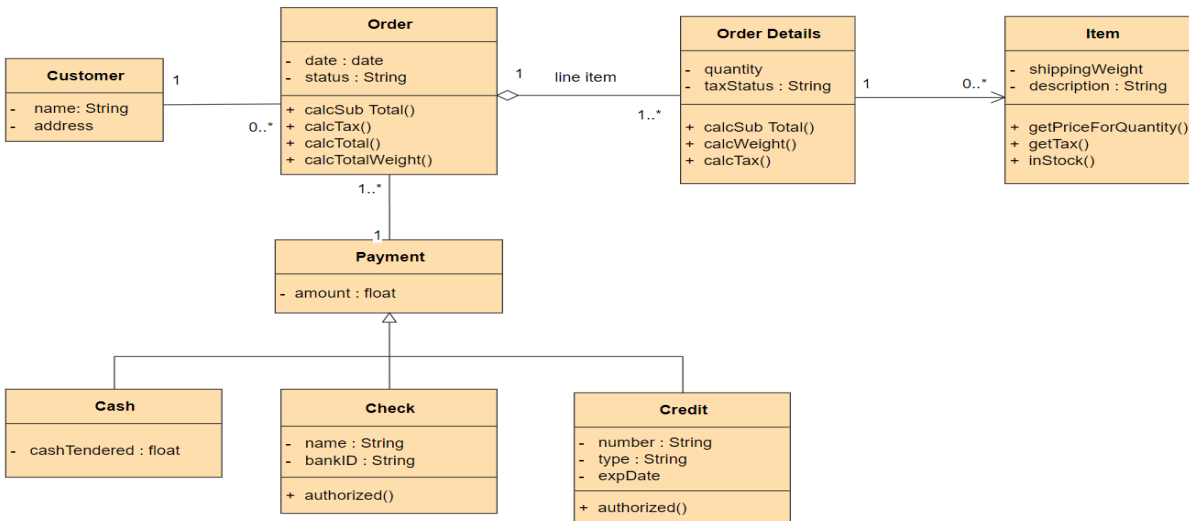 Customer
- name: String
- address
1
0..*
Order
- date : date
- status : String
+ calcSub Total()
+ calcTax()
+ calcTotal()
+ calcTotalWeight()
1
line item
1..*
Order Details
- quantity
- taxStatus : String
+ calcSub Total()
+ calcWeight()
+ calcTax()
1
0..*
Item
- shippingWeight
- description : String
+ getPriceForQuantity()
+ getTax()
+ inStock()
1..*
1
Payment
- amount : float
Cash
- cashTendered : float
Check
- name : String
- bankID : String
+ authorized()
Credit
- number : String
- type : String
- expDate
+ authorized()